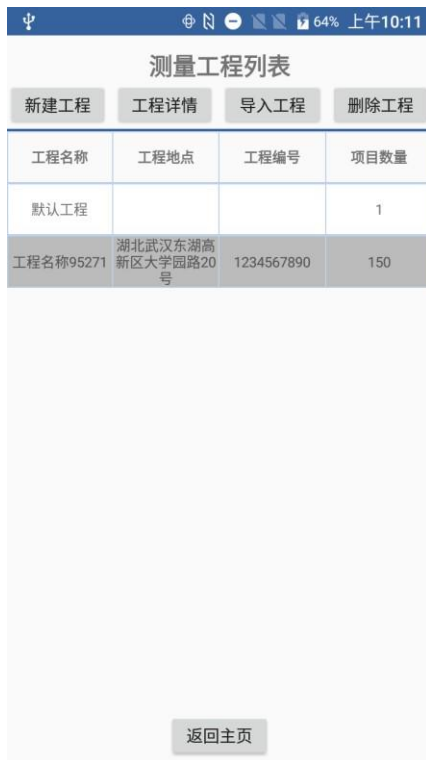 64% 上午10:11
测量工程列表
新建工程 工程详情 导入工程 删除工程
工程名称 工程地点 工程编号 项目数量
默认工程 1
工程名称95271 湖北武汉东湖高新区大学园路20号 1234567890 150
返回主页